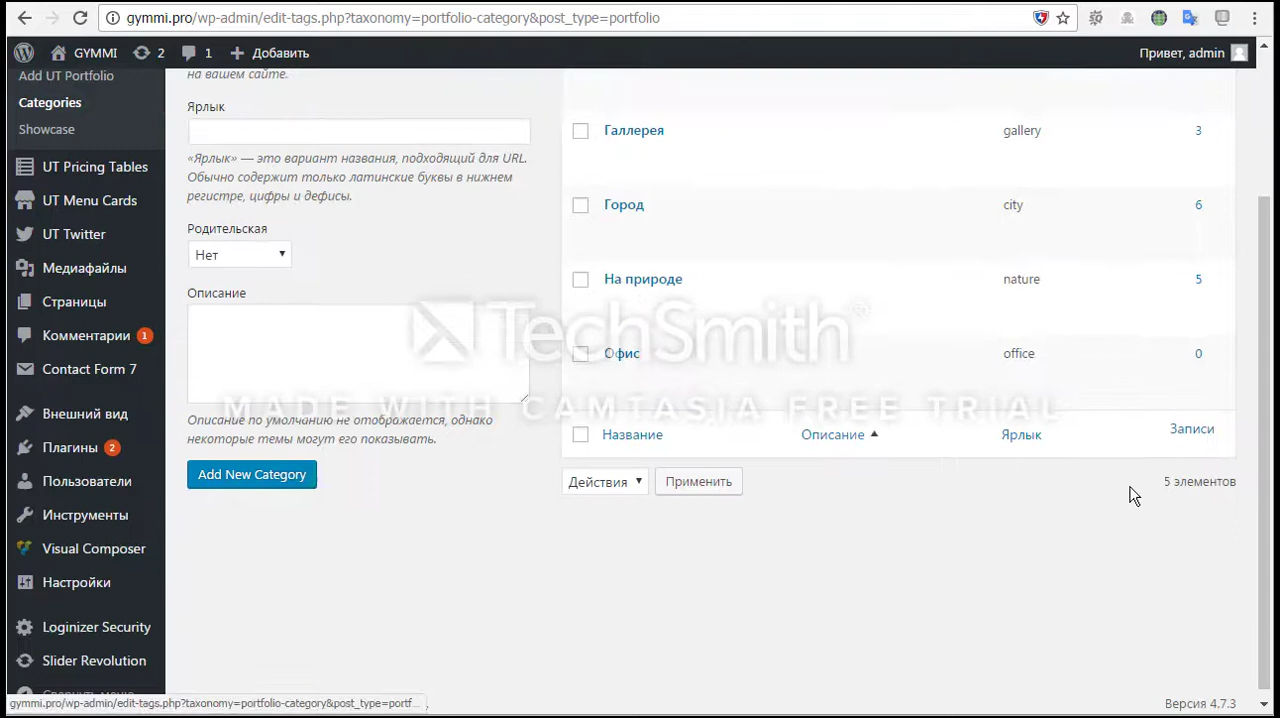 gymmi.pro/wp-admin/edit-tags.php?taxonomy=portfolio-category&post_type=portfolio
GYMMI
2
1
Добавить
Привет, admin
Add UT Portfolio
Categories
Showcase
UT Pricing Tables
UT Menu Cards
UT Twitter
Медиафайлы
Страницы
Комментарии 1
Contact Form 7
Внешний вид
Плагины 2
Пользователи
Инструменты
Visual Composer
Настройки
Loginizer Security
Slider Revolution
Свернуть меню
на вашем сайте.
Ярлык
«Ярлык» — это вариант названия, подходящий для URL.
Обычно содержит только латинские буквы в нижнем
регистре, цифры и дефисы.
Родительская
Нет
Описание
Описание по умолчанию не отображается, однако
некоторые темы могут его показывать.
Add New Category
Галлерея gallery 3
Город city 6
На природе nature 5
Офис office 0
Название Описание Ярлык Записи
Действия Применить 5 элементов
TechSmith®
MADE WITH CAMTASIA FREE TRIAL
gymmi.pro/wp-admin/edit-tags.php?taxonomy=portfolio-category&post_type=portf...
Версия 4.7.3